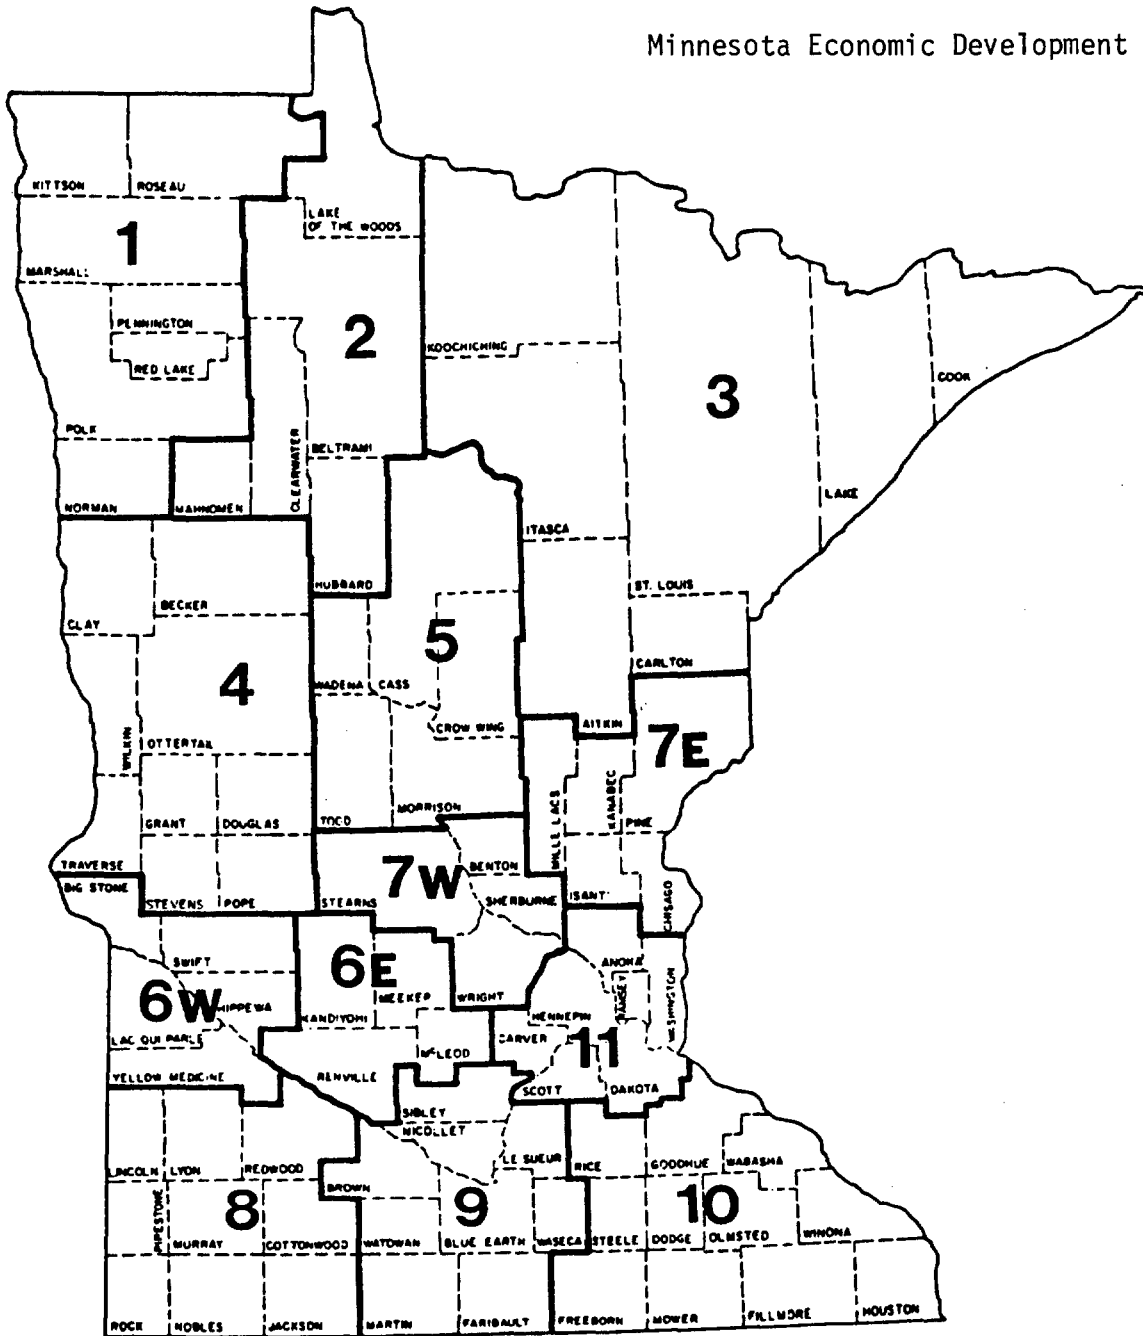 Minnesota Economic Development
KITTSON
ROSEAU
LAKE
OF THE WOODS
1
MARSHALL
PENNINGTON
2
KOOCHICHING
RED LAKE
3
COOK
POLK
CLEARWATER
BELTRAMI
LAKE
NORMAN
MAHNOMEN
ITASCA
HUBBARD
ST. LOUIS
BECKER
CLAY
5
4
WADENA
CASS
CARLTON
CROW WING
AITKIN
OTTERTAIL
WILKIN
7E
MORRISON
MILLE LACS
KANABEC
GRANT
DOUGLAS
TODD
PINE
TRAVERSE
BIG STONE
7W
BENTON
STEVENS
POPE
STEARNS
SHERBURNE
ISANTI
CHISAGO
SWIFT
6E
ANOKA
RAMSEY
WASHINGTON
6W
HIPPEWA
MEEKER
WRIGHT
KANDIYOHI
HENNEPIN
LAC QUI PARLE
CARVER
11
MCLEOD
YELLOW MEDICINE
RENVILLE
SCOTT
DAKOTA
SIBLEY
NICOLLET
LE SUEUR
LINCOLN
LYON
REDWOOD
RICE
GOODHUE
WABASHA
BROWN
PIPESTONE
8
9
10
MURRAY
COTTONWOOD
WATOWAN
BLUE EARTH
WASECA
STEELE
DODGE
OLMSTED
WINONA
ROCK
NOBLES
JACKSON
MARTIN
FARIBAULT
FREEBORN
MOWER
FILLMORE
HOUSTON